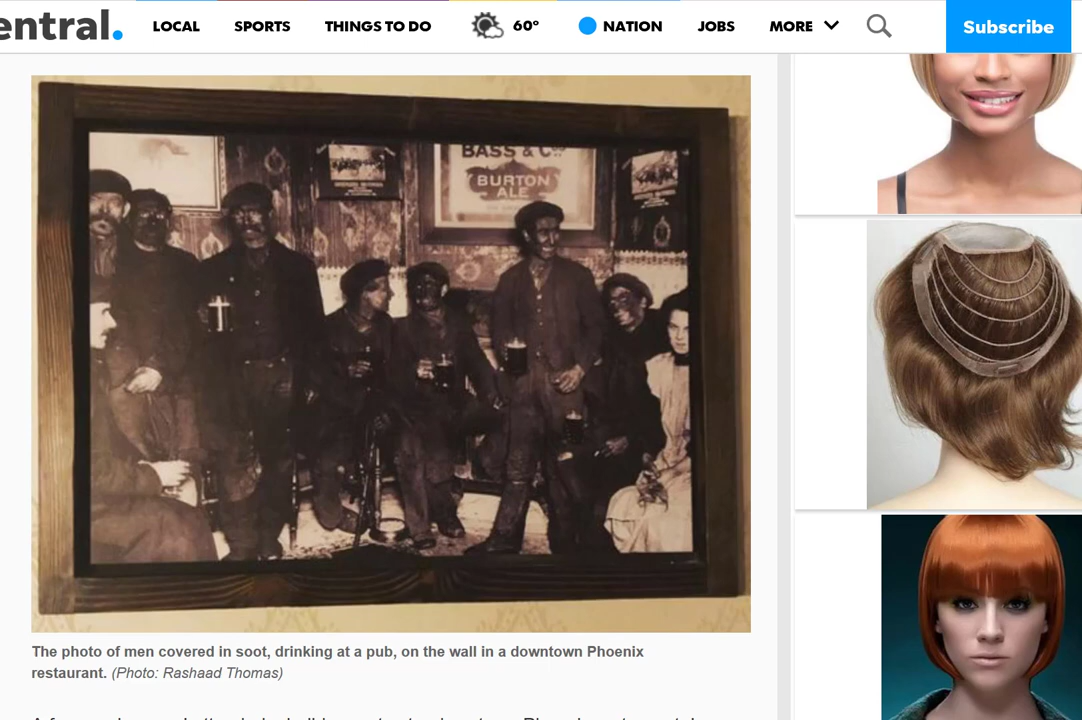 entral.
LOCAL
SPORTS
THINGS TO DO
60°
NATION
JOBS
MORE
Subscribe
BASS & Co
BURTON
ALE
The photo of men covered in soot, drinking at a pub, on the wall in a downtown Phoenix
restaurant. (Photo: Rashaad Thomas)